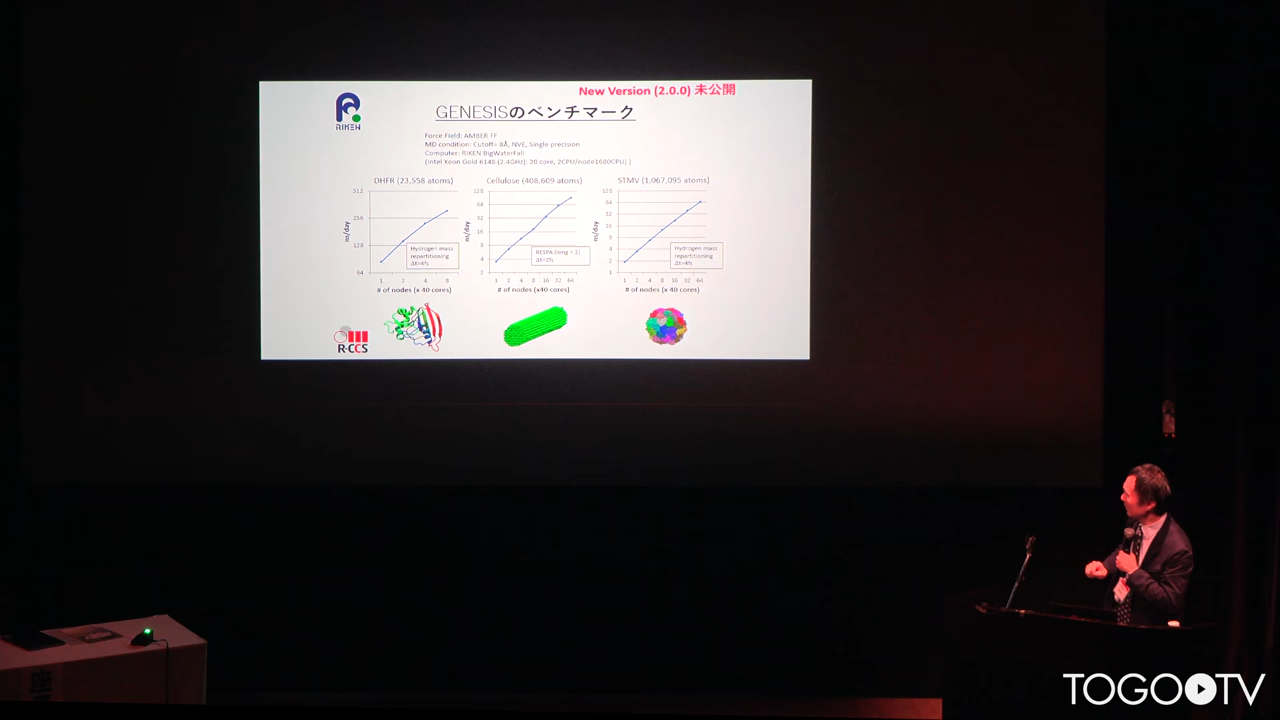 New Version (2.0.0) 未公開
RIKEN
GENESISのベンチマーク
Force Field: AMBER FF
MD condition: Cutoff= 8Å, NVE, Single precision
Computer: RIKEN BigWaterFall
(Intel Xeon Gold 6148 (2.4GHz): 20 core, 2CPU/node1680CPU) )
DHFR (23,558 atoms)
512
256
128
64
ns/day
1 2 4 8
# of nodes (x 40 cores)
Hydrogen mass
repartitioning
Δt=4fs
Cellulose (408,609 atoms)
128
64
32
16
8
4
2
ns/day
1 2 4 8 16 32 64
# of nodes (x40 cores)
RESPA (long = 2)
Δt=2fs
STMV (1,067,095 atoms)
128
64
32
16
8
4
2
1
ns/day
1 2 4 8 16 32 64
# of nodes (x 40 cores)
Hydrogen mass
repartitioning
Δt=4fs
R-CCS
TOGO TV